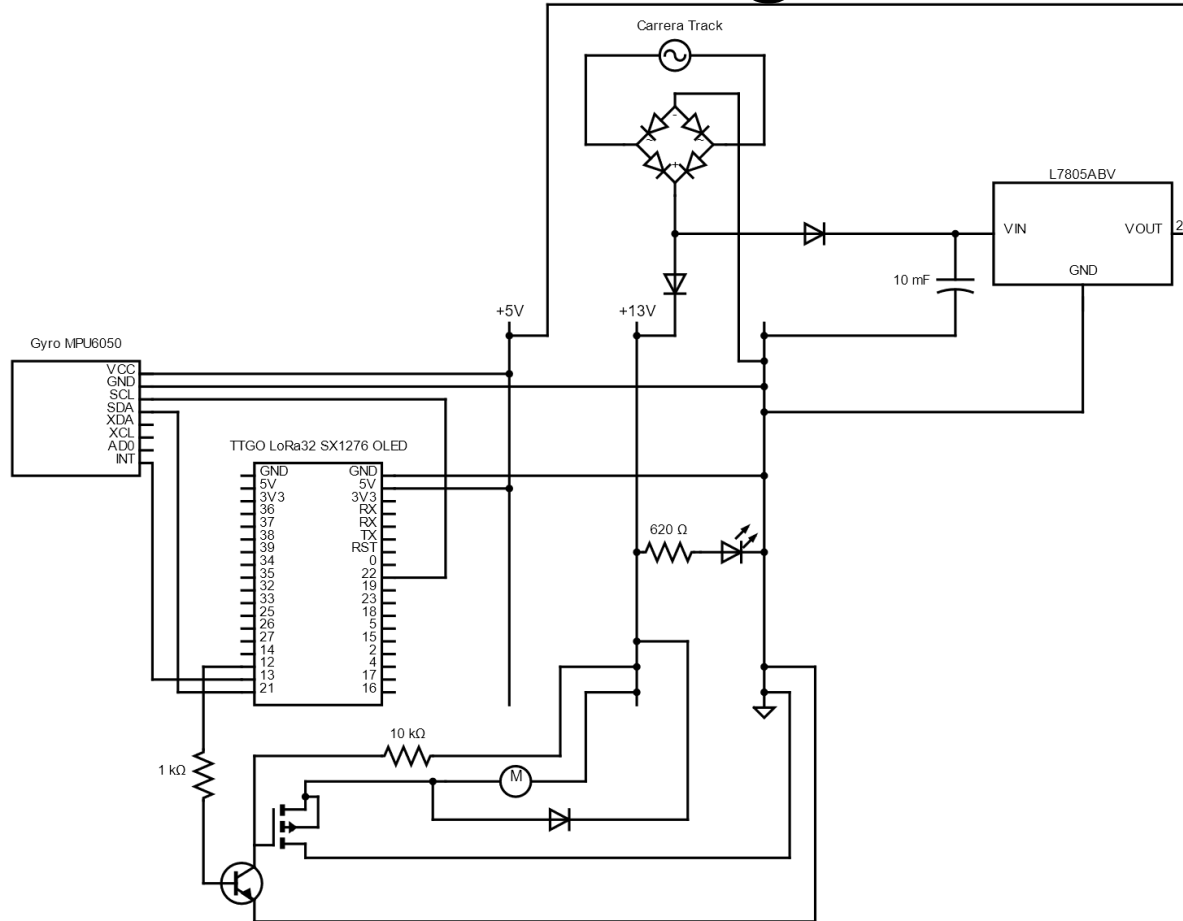 Carrera Track
-
~ ~
+
L7805ABV
VIN
VOUT
2
GND
10 mF
+5V
+13V
Gyro MPU6050
VCC
GND
SCL
SDA
XDA
XCL
AD0
INT
TTGO LoRa32 SX1276 OLED
GND GND
5V 5V
3V3 3V3
36 RX
37 RX
38 TX
39 RST
34 0
35 22
32 19
33 23
25 18
26 5
27 15
14 2
12 4
13 17
21 16
620 Ω
10 kΩ
1 kΩ
M